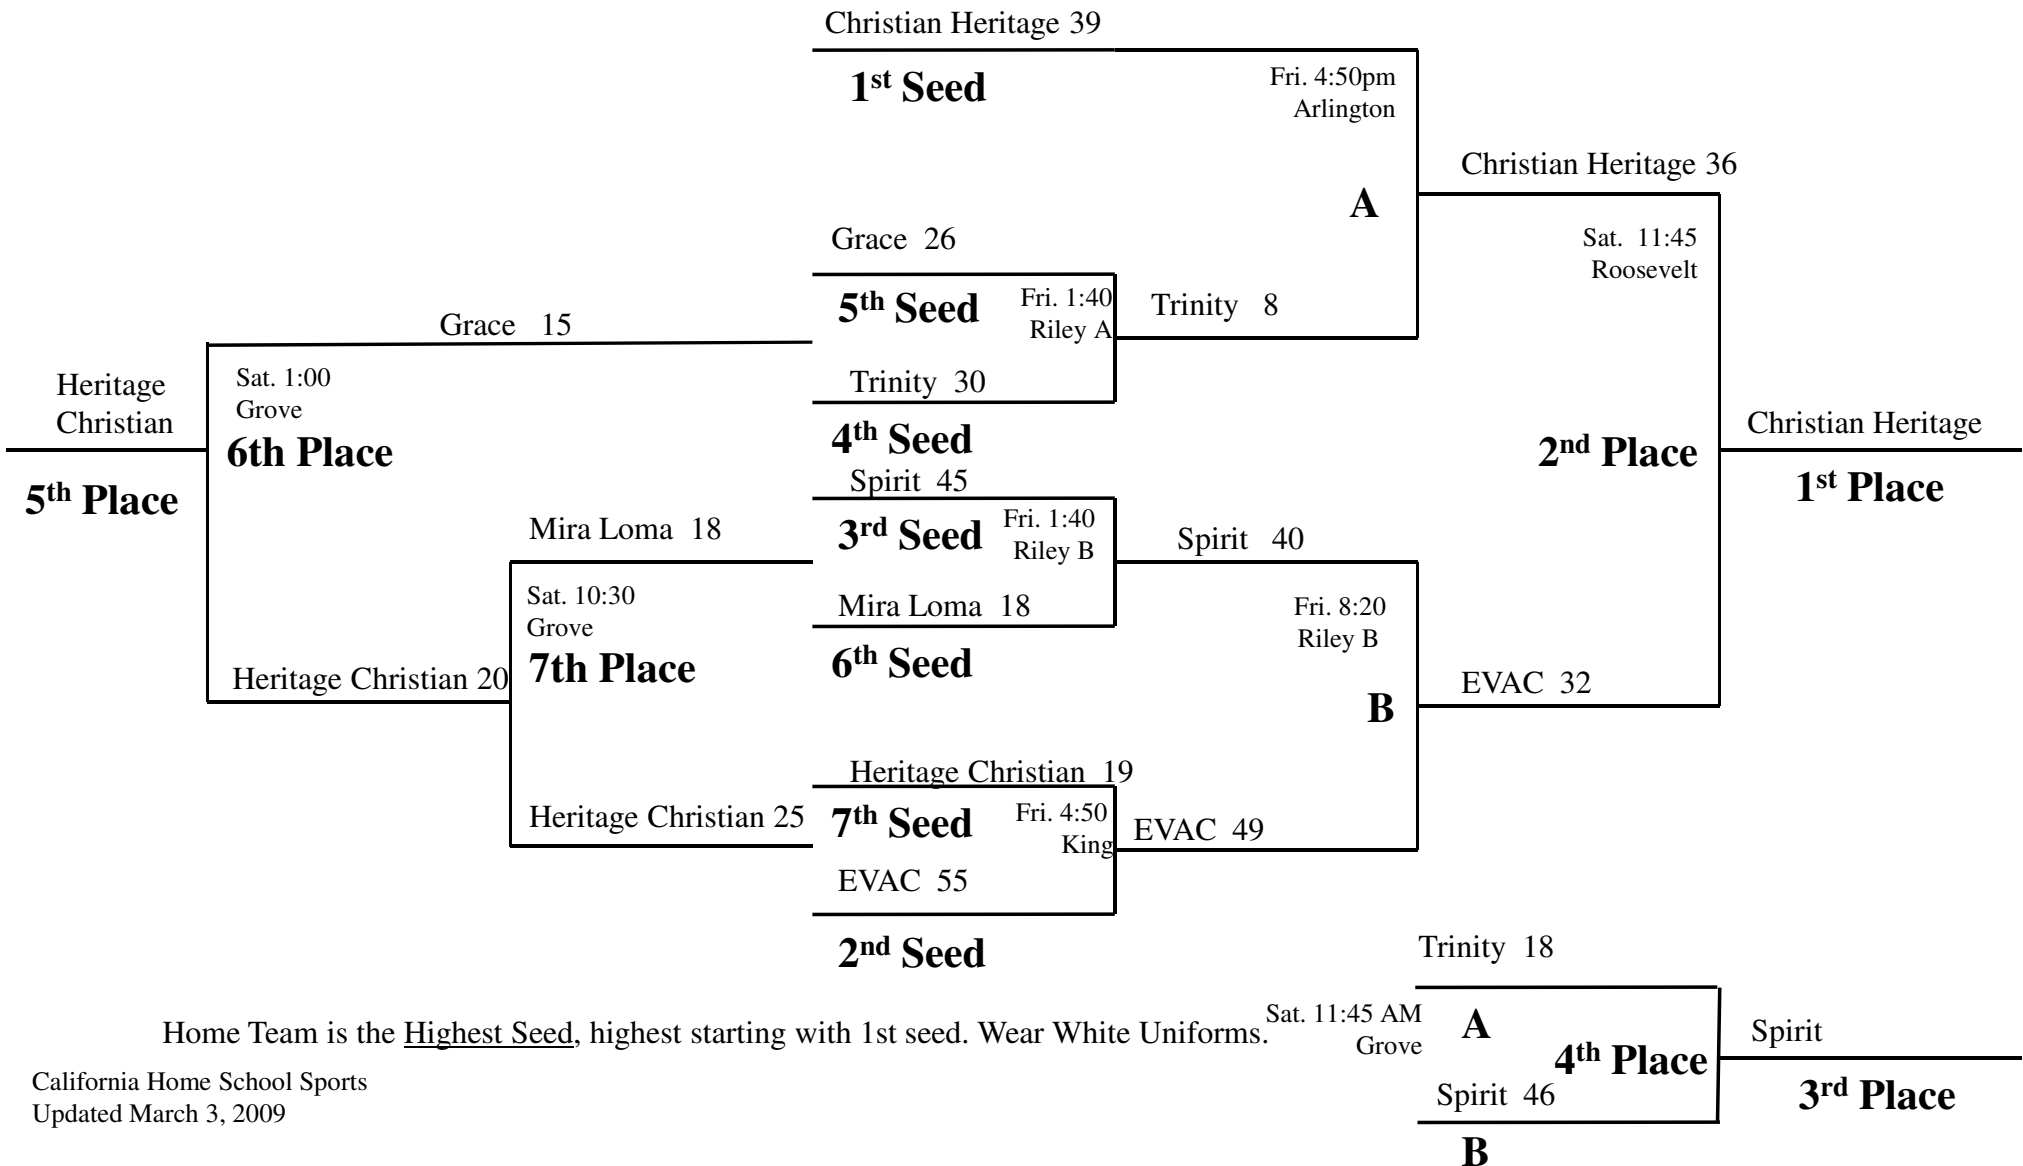 Christian Heritage 39
1st Seed
Fri. 4:50pm
Arlington
Christian Heritage 36
A
Grace 26
Sat. 11:45
Roosevelt
5th Seed
Fri. 1:40
Riley A
Trinity 8
Grace 15
Trinity 30
Heritage
Christian
Sat. 1:00
Grove
6th Place
4th Seed
2nd Place
Christian Heritage
5th Place
Spirit 45
1st Place
Mira Loma 18
3rd Seed
Fri. 1:40
Riley B
Spirit 40
Sat. 10:30
Grove
Mira Loma 18
Fri. 8:20
Riley B
7th Place
6th Seed
Heritage Christian 20
EVAC 32
B
Heritage Christian 19
Heritage Christian 25
7th Seed
Fri. 4:50
King
EVAC 49
EVAC 55
2nd Seed
Trinity 18
Home Team is the Highest Seed, highest starting with 1st seed. Wear White Uniforms.
Sat. 11:45 AM
Grove
A
4th Place
Spirit
Spirit 46
3rd Place
B
California Home School Sports
Updated March 3, 2009